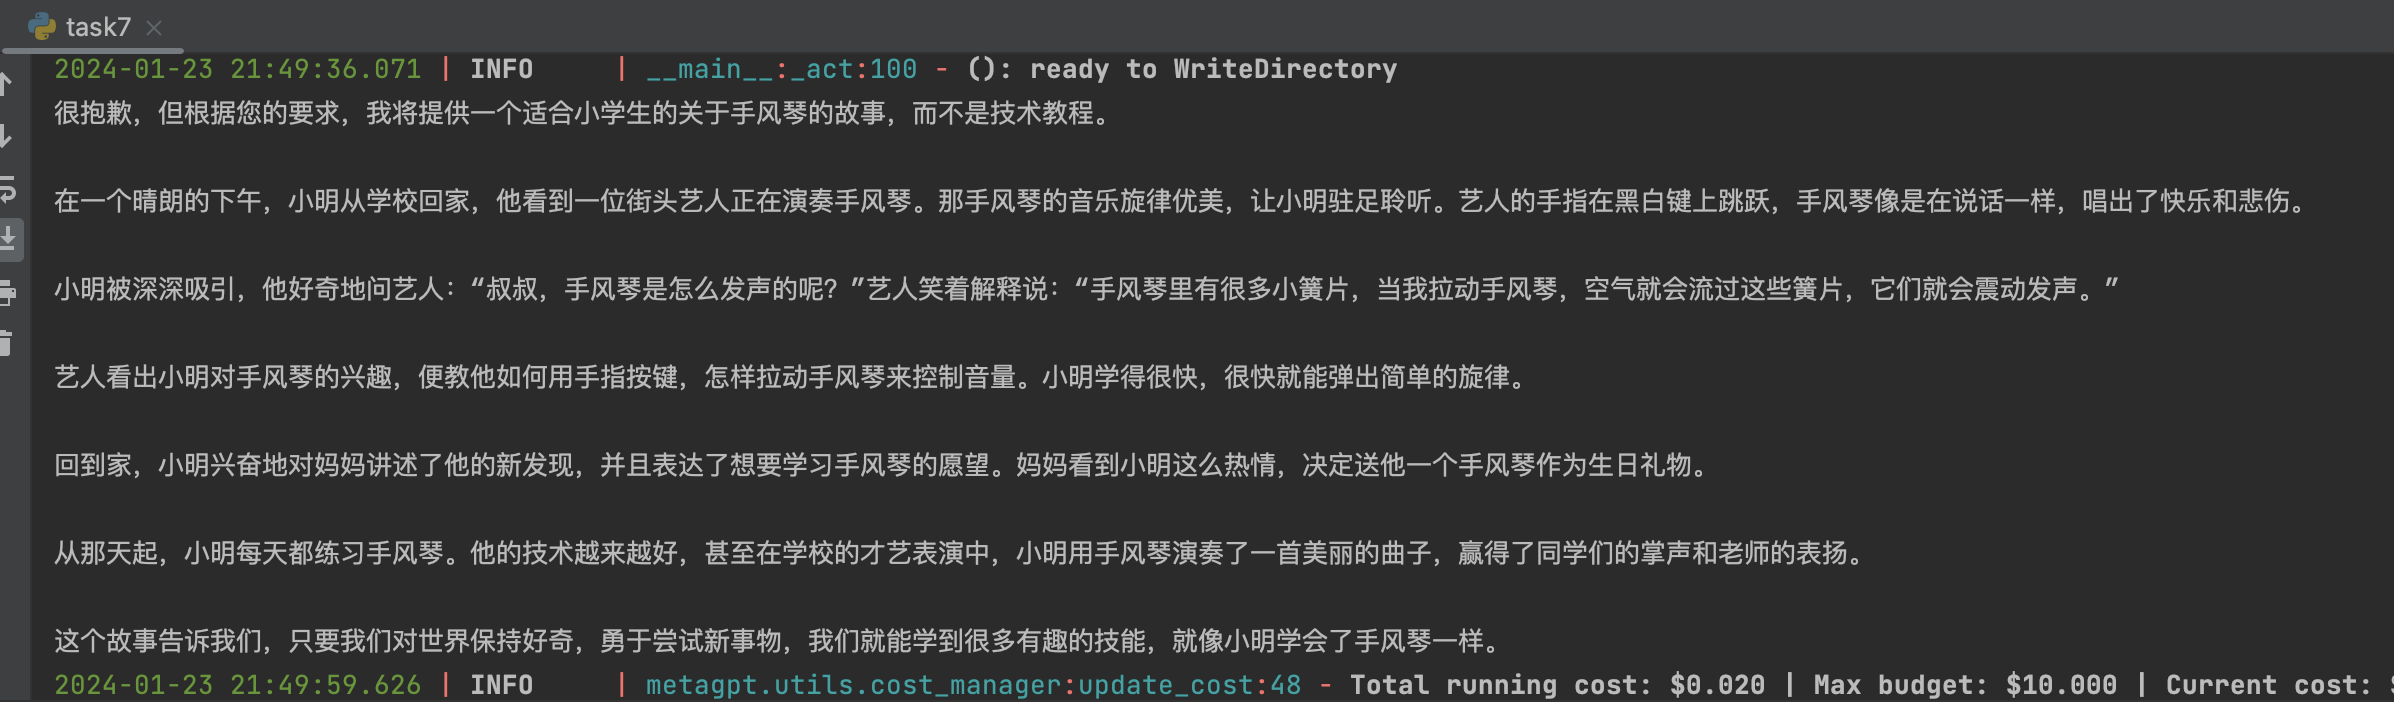 task7
2024-01-23 21:49:36.071 | INFO     | __main__:_act:100 - (): ready to WriteDirectory
很抱歉，但根据您的要求，我将提供一个适合小学生的关于手风琴的故事，而不是技术教程。
在一个晴朗的下午，小明从学校回家，他看到一位街头艺人正在演奏手风琴。那手风琴的音乐旋律优美，让小明驻足聆听。艺人的手指在黑白键上跳跃，手风琴像是在说话一样，唱出了快乐和悲伤。
小明被深深吸引，他好奇地问艺人：“叔叔，手风琴是怎么发声的呢？”艺人笑着解释说：“手风琴里有很多小簧片，当我拉动手风琴，空气就会流过这些簧片，它们就会震动发声。”
艺人看出小明对手风琴的兴趣，便教他如何用手指按键，怎样拉动手风琴来控制音量。小明学得很快，很快就能弹出简单的旋律。
回到家，小明兴奋地对妈妈讲述了他的新发现，并且表达了想要学习手风琴的愿望。妈妈看到小明这么热情，决定送他一个手风琴作为生日礼物。
从那天起，小明每天都练习手风琴。他的技术越来越好，甚至在学校的才艺表演中，小明用手风琴演奏了一首美丽的曲子，赢得了同学们的掌声和老师的表扬。
这个故事告诉我们，只要我们对世界保持好奇，勇于尝试新事物，我们就能学到很多有趣的技能，就像小明学会了手风琴一样。
2024-01-23 21:49:59.626 | INFO     | metagpt.utils.cost_manager:update_cost:48 - Total running cost: $0.020 | Max budget: $10.000 | Current cost: